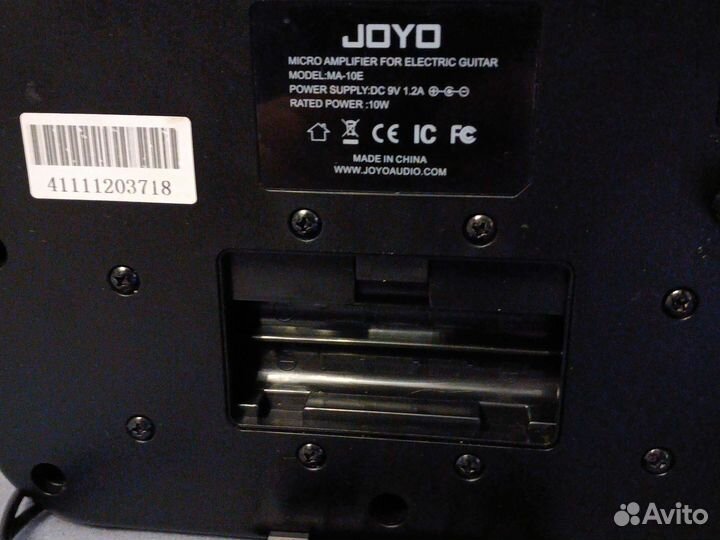 JOYO
MICRO AMPLIFIER FOR ELECTRIC GUITAR
MODEL:MA-10E
POWER SUPPLY:DC 9V 1.2A
RATED POWER :10W
CE IC FC
MADE IN CHINA
WWW.JOYOAUDIO.COM
41111203718
Avito